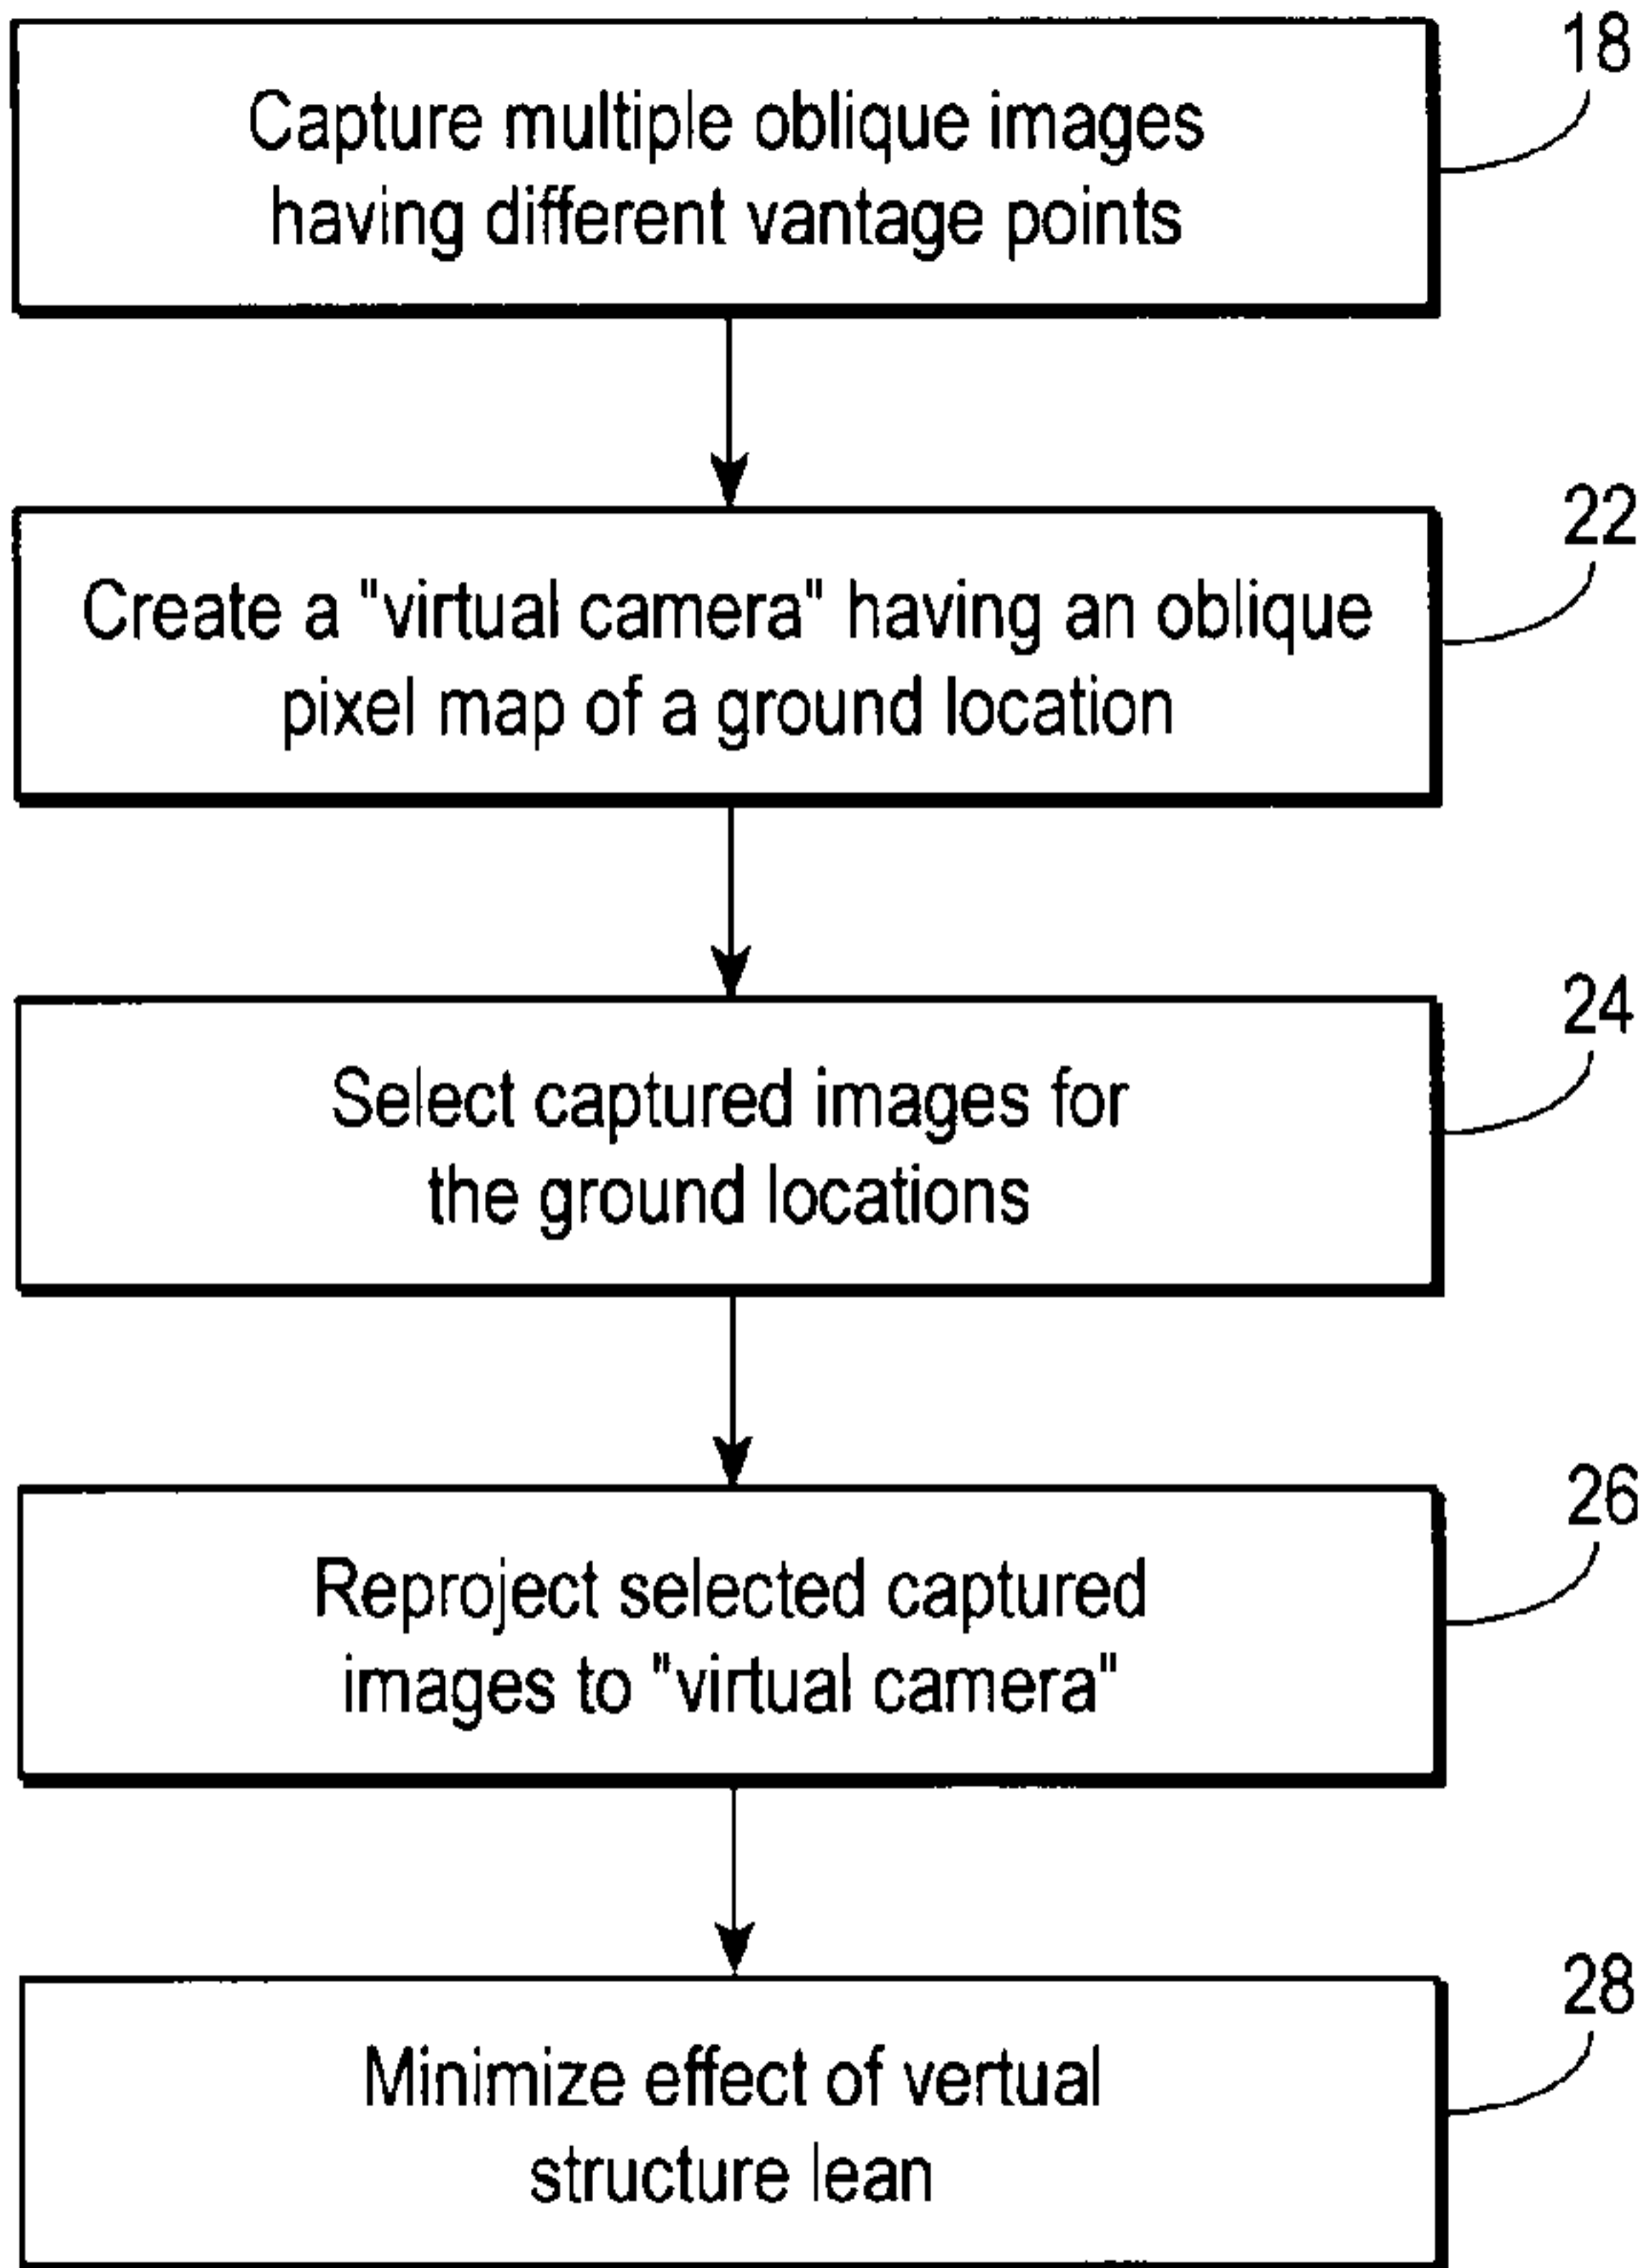 18
Capture multiple oblique images
having different vantage points
22
Create a "virtual camera" having an oblique
pixel map of a ground location
24
Select captured images for
the ground locations
26
Reproject selected captured
images to "virtual camera"
28
Minimize effect of vertual
structure lean